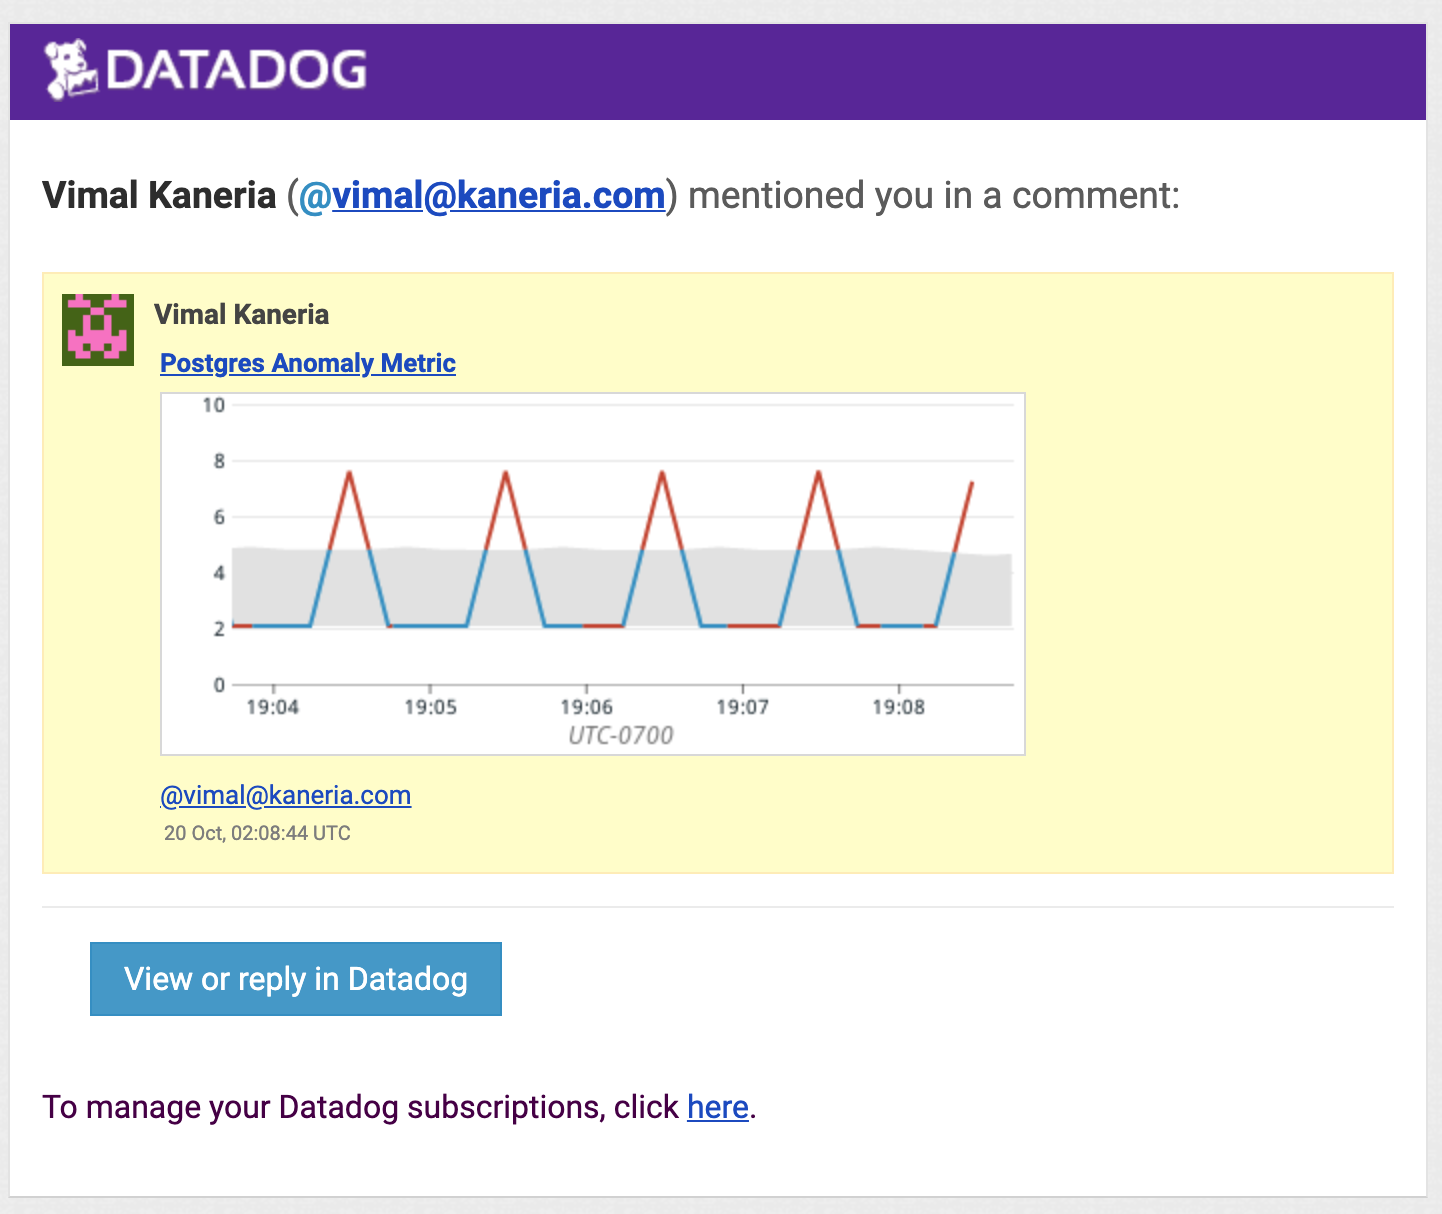 DATADOG
Vimal Kaneria (@vimal@kaneria.com) mentioned you in a comment:
Vimal Kaneria
Postgres Anomaly Metric
10
8
6
4
2
0
19:04 19:05 19:06 19:07 19:08
UTC-0700
@vimal@kaneria.com
20 Oct, 02:08:44 UTC
View or reply in Datadog
To manage your Datadog subscriptions, click here.